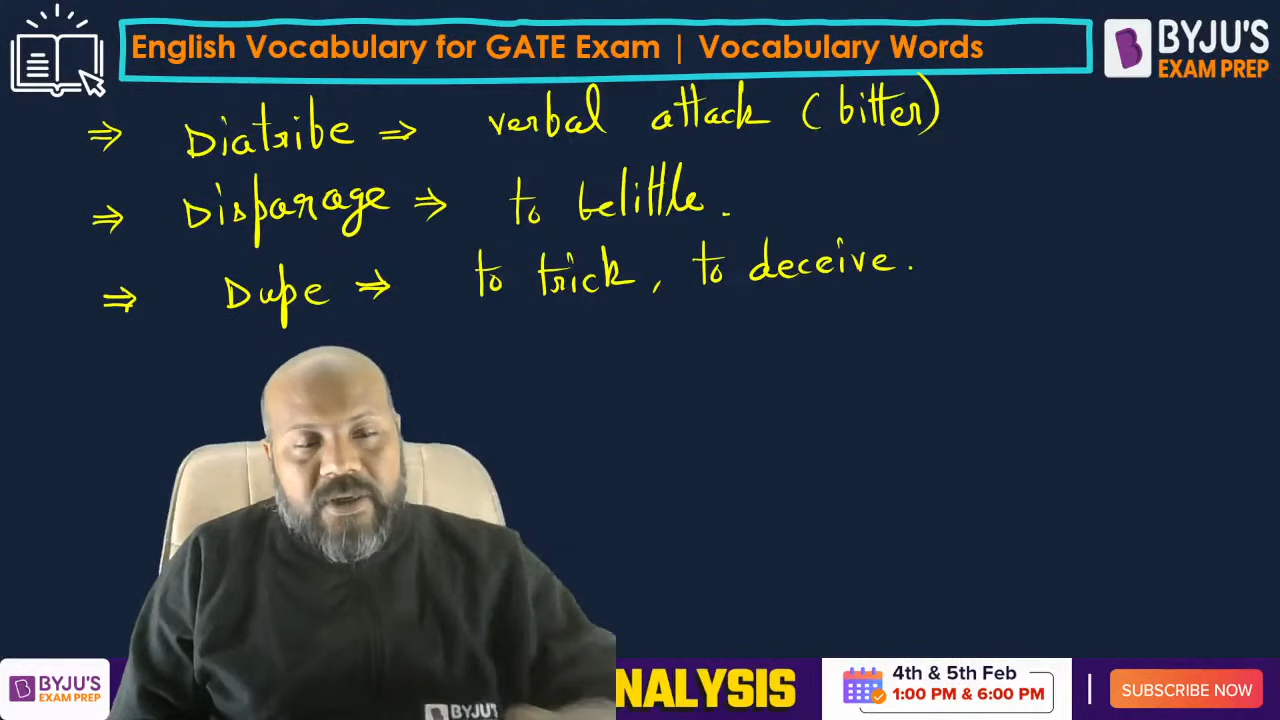 English Vocabulary for GATE Exam | Vocabulary Words
BYJU'S
EXAM PREP
⇒ Diatribe ⇒ verbal attack (bitter)
⇒ Disparage ⇒ to belittle.
⇒ Dupe ⇒ to trick, to deceive.
BYJU'S
EXAM PREP
BYJU'S
NALYSIS
4th & 5th Feb
1:00 PM & 6:00 PM
SUBSCRIBE NOW